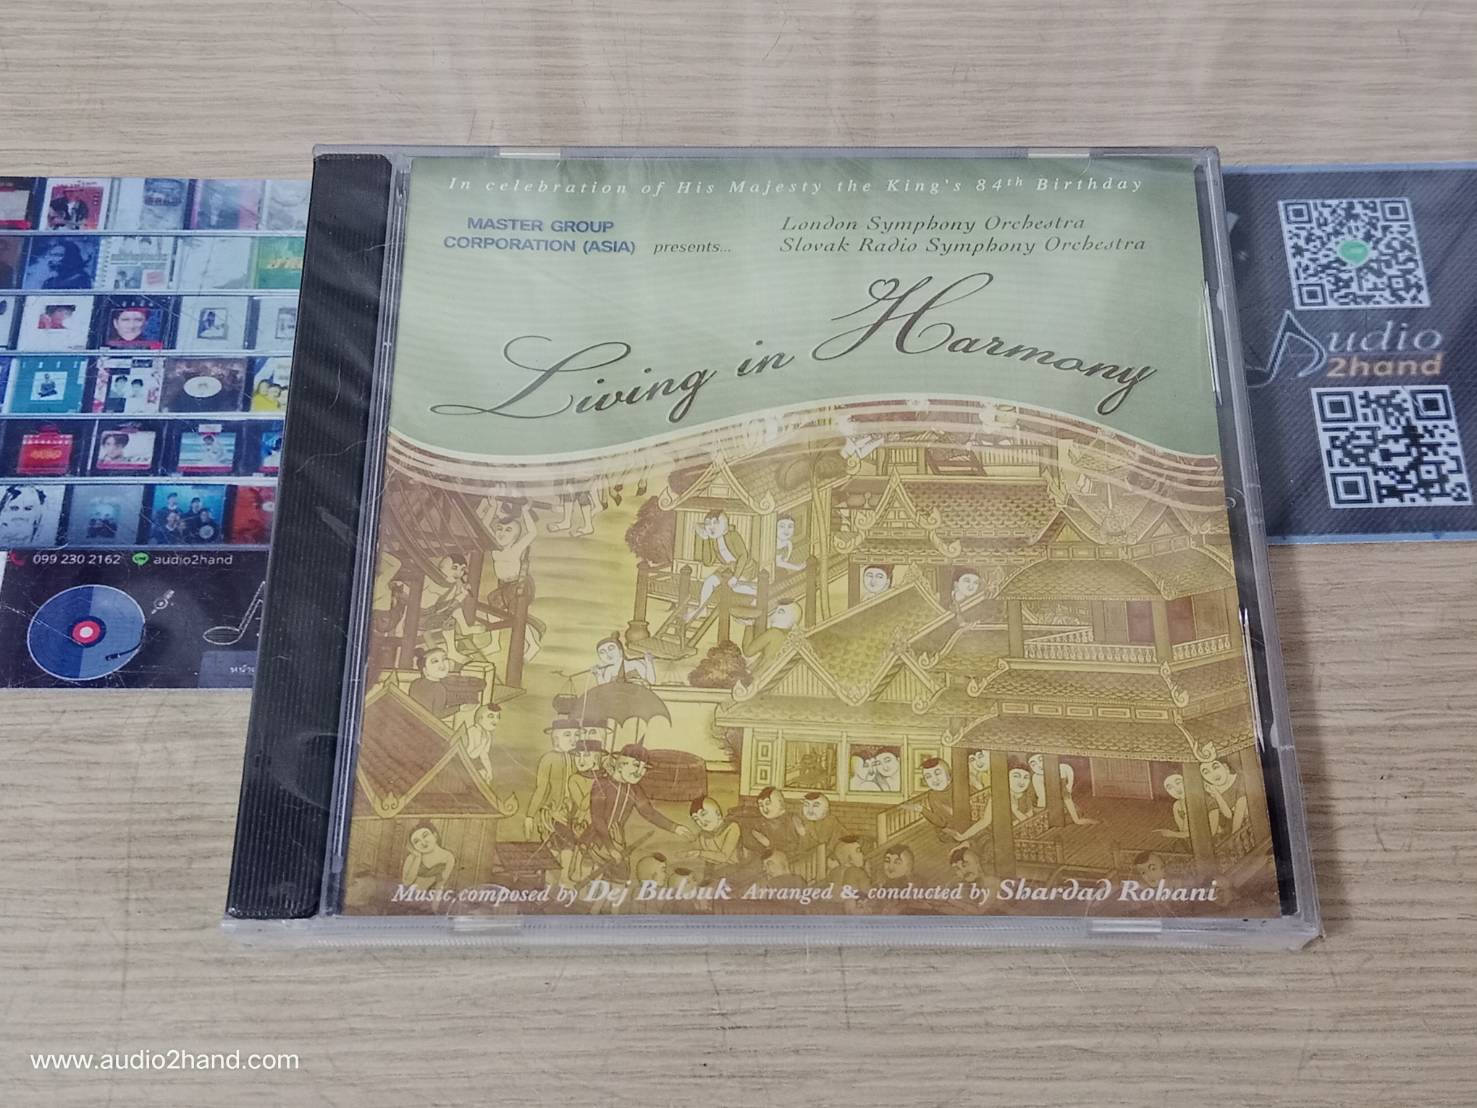 In celebration of His Majesty the King's 84th Birthday
MASTER GROUP
CORPORATION (ASIA) presents...
London Symphony Orchestra
Slovak Radio Symphony Orchestra
Living in Harmony
Music composed by Dej Bulsuk Arranged & conducted by Shardad Rohani
099 230 2162 audio2hand
Audio
2hand
www.audio2hand.com